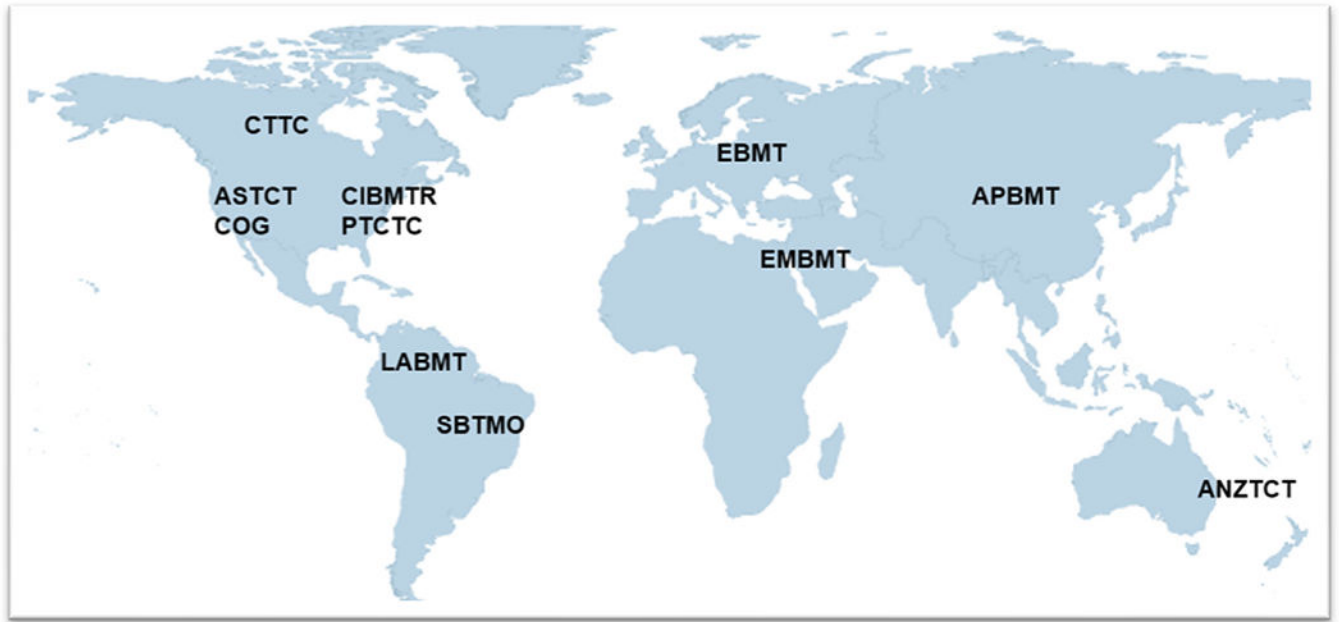 CTTC
EBMT
ASTCT
COG
CIBMTR
PTCTC
APBMT
EMBMT
LABMT
SBTMO
ANZTCT